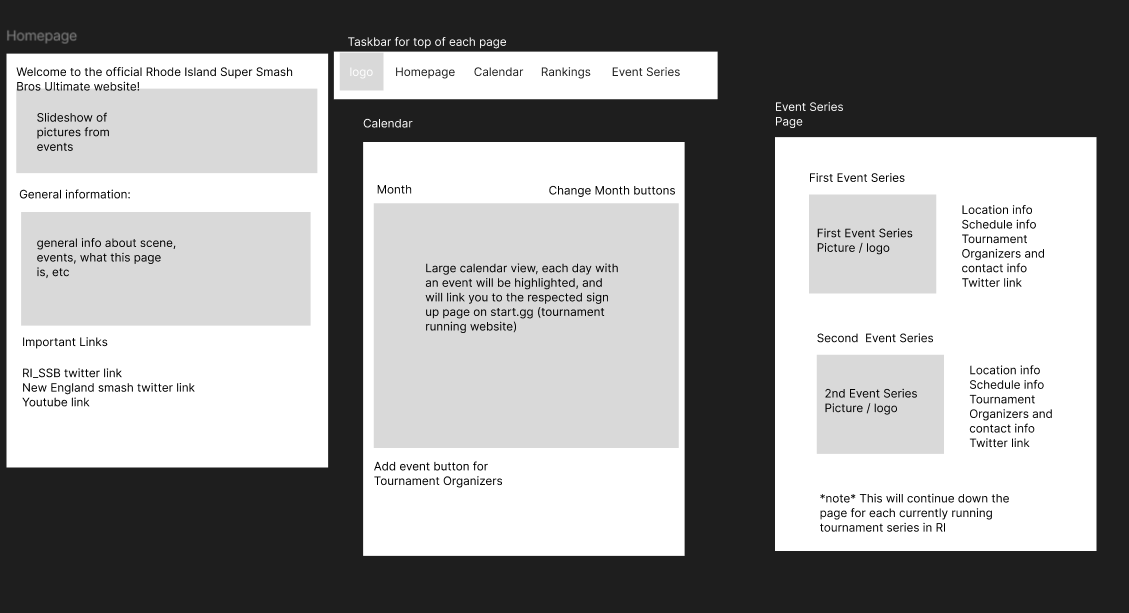 Homepage
Welcome to the official Rhode Island Super Smash
Bros Ultimate website!
Slideshow of
pictures from
events
General information:
general info about scene,
events, what this page
is, etc
Important Links
RI_SSB twitter link
New England smash twitter link
Youtube link
Taskbar for top of each page
logo
Homepage
Calendar
Rankings
Event Series
Calendar
Month
Change Month buttons
Large calendar view, each day with
an event will be highlighted, and
will link you to the respected sign
up page on start.gg (tournament
running website)
Add event button for
Tournament Organizers
Event Series
Page
First Event Series
First Event Series
Picture / logo
Location info
Schedule info
Tournament
Organizers and
contact info
Twitter link
Second  Event Series
2nd Event Series
Picture / logo
Location info
Schedule info
Tournament
Organizers and
contact info
Twitter link
*note* This will continue down the
page for each currently running
tournament series in RI